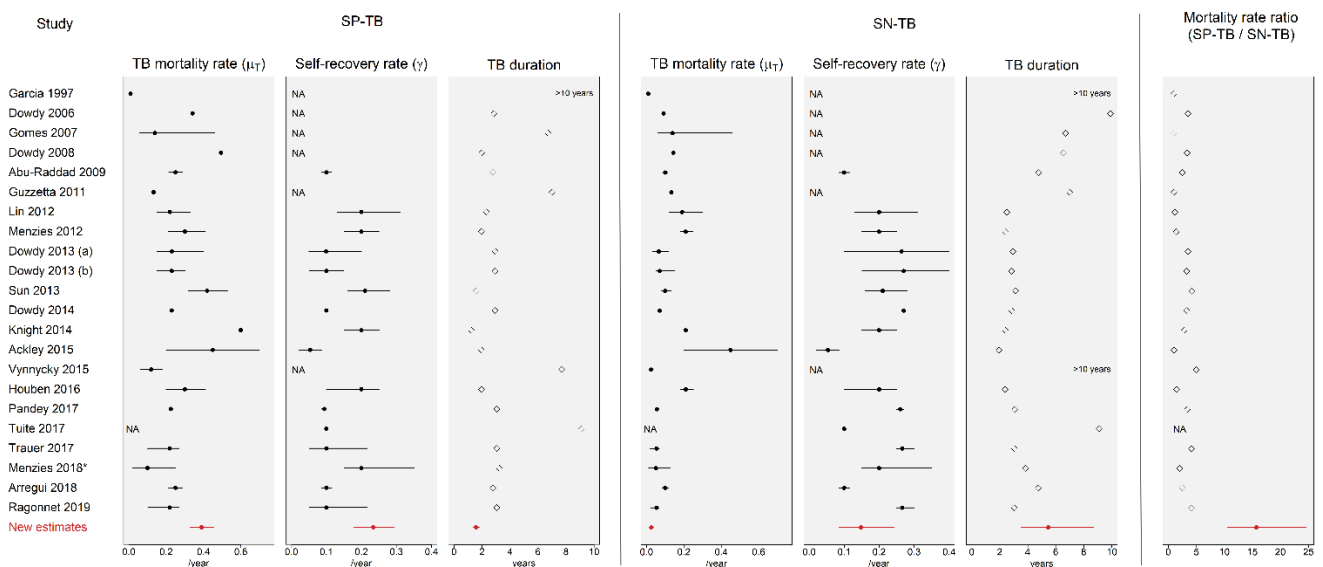 Study
SP-TB
SN-TB
Mortality rate ratio
(SP-TB / SN-TB)
TB mortality rate (μT)
Self-recovery rate (γ)
TB duration
TB mortality rate (μT)
Self-recovery rate (γ)
TB duration
Garcia 1997 NA >10 years NA >10 years
Dowdy 2006 NA NA
Gomes 2007 NA NA
Dowdy 2008 NA NA
Abu-Raddad 2009
Guzzetta 2011 NA NA
Lin 2012
Menzies 2012
Dowdy 2013 (a)
Dowdy 2013 (b)
Sun 2013
Dowdy 2014
Knight 2014
Ackley 2015
Vynnycky 2015 NA NA >10 years
Houben 2016
Pandey 2017
Tuite 2017 NA NA NA
Trauer 2017
Menzies 2018*
Arregui 2018
Ragonnet 2019
New estimates
0.0 0.2 0.4 0.6
/year
0.0 0.1 0.2 0.3 0.4
/year
0 2 4 6 8 10
years
0.0 0.2 0.4 0.6
/year
0.0 0.1 0.2 0.3 0.4
/year
0 2 4 6 8 10
years
0 5 10 15 20 25